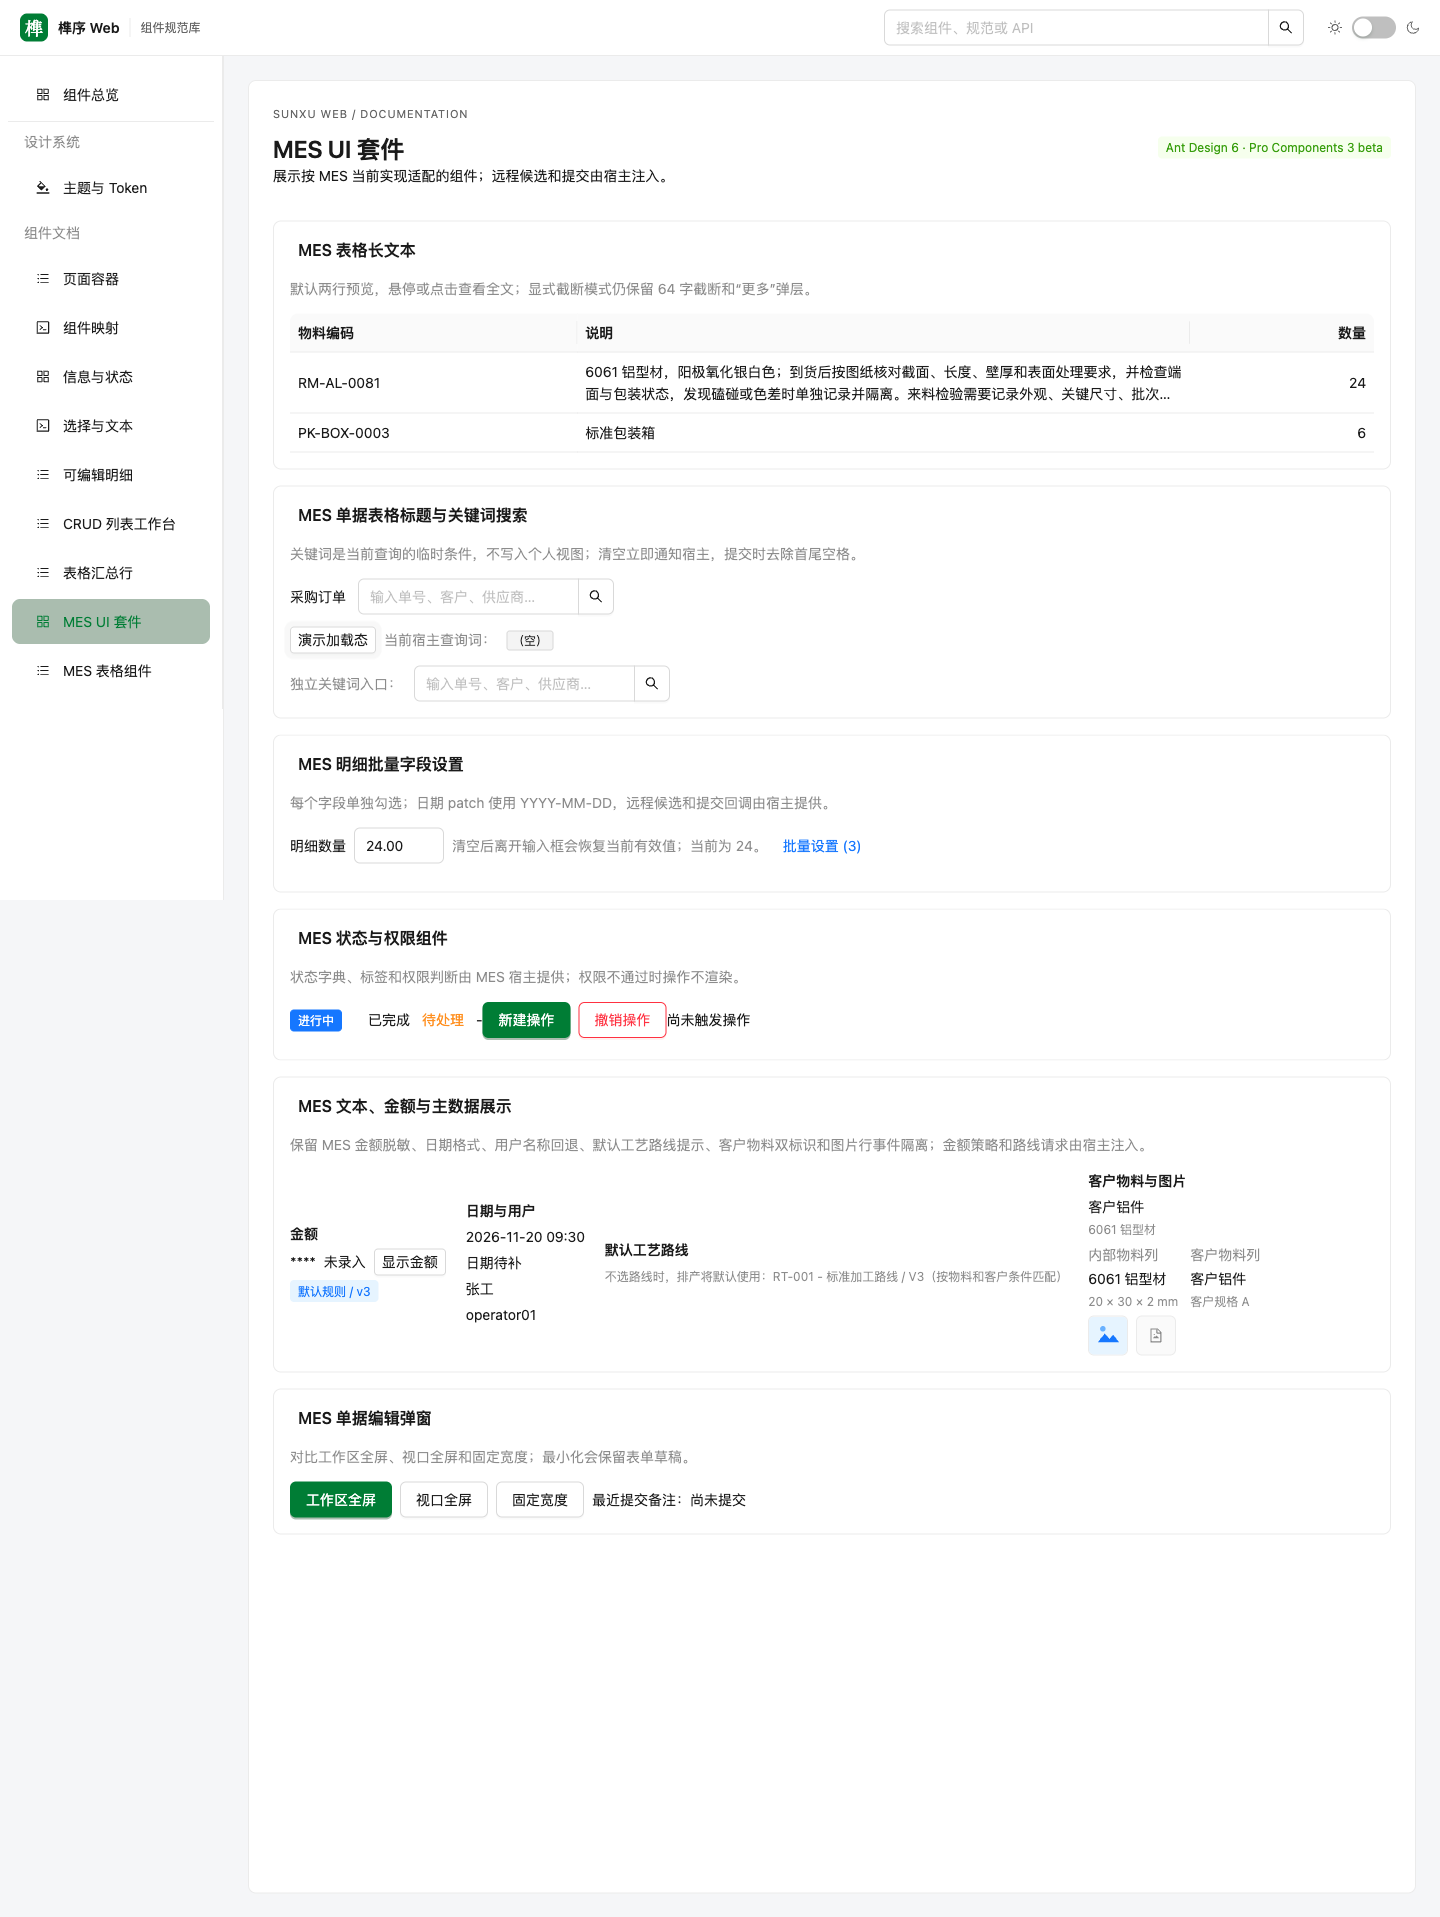 榫 榫序 Web 组件规范库 搜索组件、规范或 API
组件总览
设计系统
主题与 Token
组件文档
页面容器
组件映射
信息与状态
选择与文本
可编辑明细
CRUD 列表工作台
表格汇总行
MES UI 套件
MES 表格组件
SUNXU WEB / DOCUMENTATION
MES UI 套件
Ant Design 6 · Pro Components 3 beta
展示按 MES 当前实现适配的组件；远程候选和提交由宿主注入。
MES 表格长文本
默认两行预览，悬停或点击查看全文；显式截断模式仍保留 64 字截断和“更多”弹层。
物料编码 说明 数量
RM-AL-0081 6061 铝型材，阳极氧化银白色；到货后按图纸核对截面、长度、壁厚和表面处理要求，并检查端 24
面与包装状态，发现磕碰或色差时单独记录并隔离。来料检验需要记录外观、关键尺寸、批次...
PK-BOX-0003 标准包装箱 6
MES 单据表格标题与关键词搜索
关键词是当前查询的临时条件，不写入个人视图；清空立即通知宿主，提交时去除首尾空格。
采购订单 输入单号、客户、供应商...
演示加载态 当前宿主查询词： (空)
独立关键词入口： 输入单号、客户、供应商...
MES 明细批量字段设置
每个字段单独勾选；日期 patch 使用 YYYY-MM-DD，远程候选和提交回调由宿主提供。
明细数量 24.00 清空后离开输入框会恢复当前有效值；当前为 24。 批量设置 (3)
MES 状态与权限组件
状态字典、标签和权限判断由 MES 宿主提供；权限不通过时操作不渲染。
进行中 已完成 待处理 - 新建操作 撤销操作 尚未触发操作
MES 文本、金额与主数据展示
保留 MES 金额脱敏、日期格式、用户名称回退、默认工艺路线提示、客户物料双标识和图片行事件隔离；金额策略和路线请求由宿主注入。
金额
**** 未录入 显示金额
默认规则 / v3
日期与用户
2026-11-20 09:30
日期待补
张工
operator01
默认工艺路线
不选路线时，排产将默认使用：RT-001 - 标准加工路线 / V3（按物料和客户条件匹配）
客户物料与图片
客户铝件
6061 铝型材
内部物料列 客户物料列
6061 铝型材 客户铝件
20 × 30 × 2 mm 客户规格 A
MES 单据编辑弹窗
对比工作区全屏、视口全屏和固定宽度；最小化会保留表单草稿。
工作区全屏 视口全屏 固定宽度 最近提交备注：尚未提交